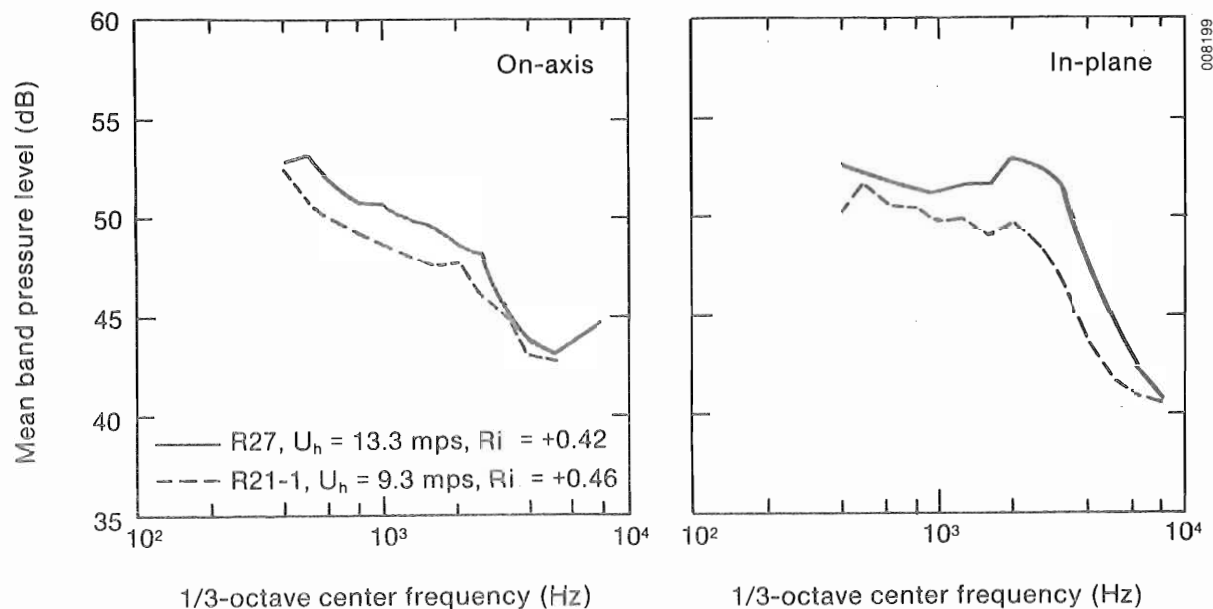 60
55
50
45
40
35
Mean band pressure level (dB)
On-axis
R27, Uₕ = 13.3 mps, Ri = +0.42
R21-1, Uₕ = 9.3 mps, Ri = +0.46
10² 10³ 10⁴
1/3-octave center frequency (Hz)
In-plane
10² 10³ 10⁴
1/3-octave center frequency (Hz)
008199